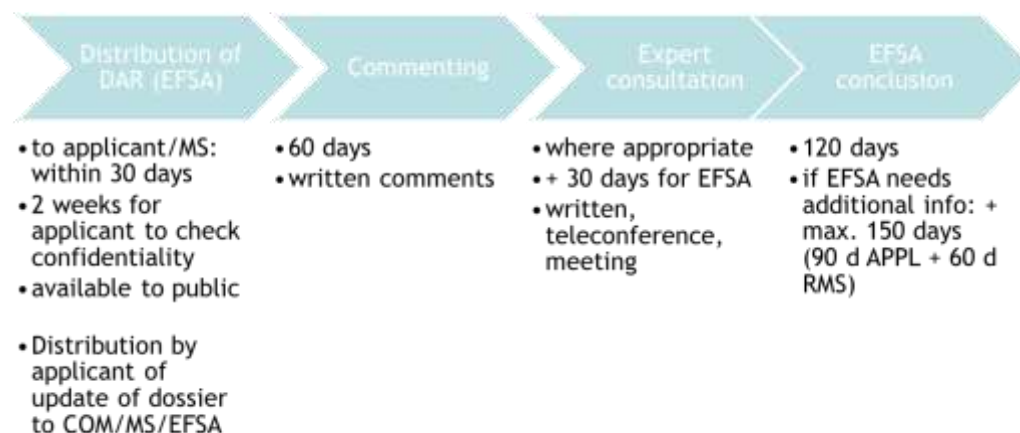 Distribution of
DAR (EFSA)
Commenting
Expert
consultation
EFSA
conclusion
• to applicant/MS:
within 30 days
• 2 weeks for
applicant to check
confidentiality
• available to public
• Distribution by
applicant of
update of dossier
to COM/MS/EFSA
• 60 days
• written comments
• where appropriate
• + 30 days for EFSA
• written,
teleconference,
meeting
• 120 days
• if EFSA needs
additional info: +
max. 150 days
(90 d APPL + 60 d
RMS)